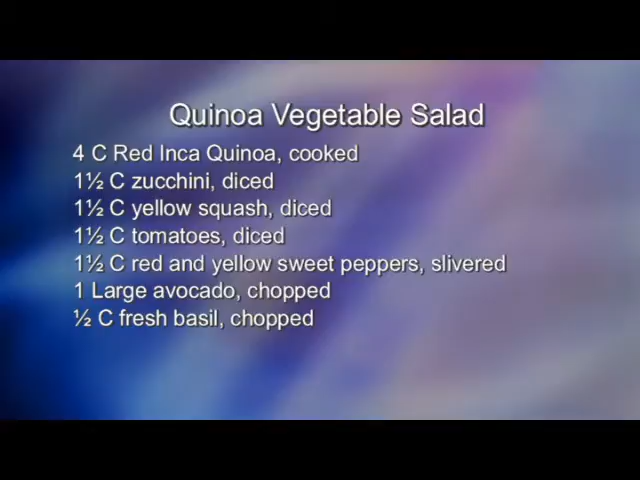 Quinoa Vegetable Salad
4 C Red Inca Quinoa, cooked
1½ C zucchini, diced
1½ C yellow squash, diced
1½ C tomatoes, diced
1½ C red and yellow sweet peppers, slivered
1 Large avocado, chopped
½ C fresh basil, chopped